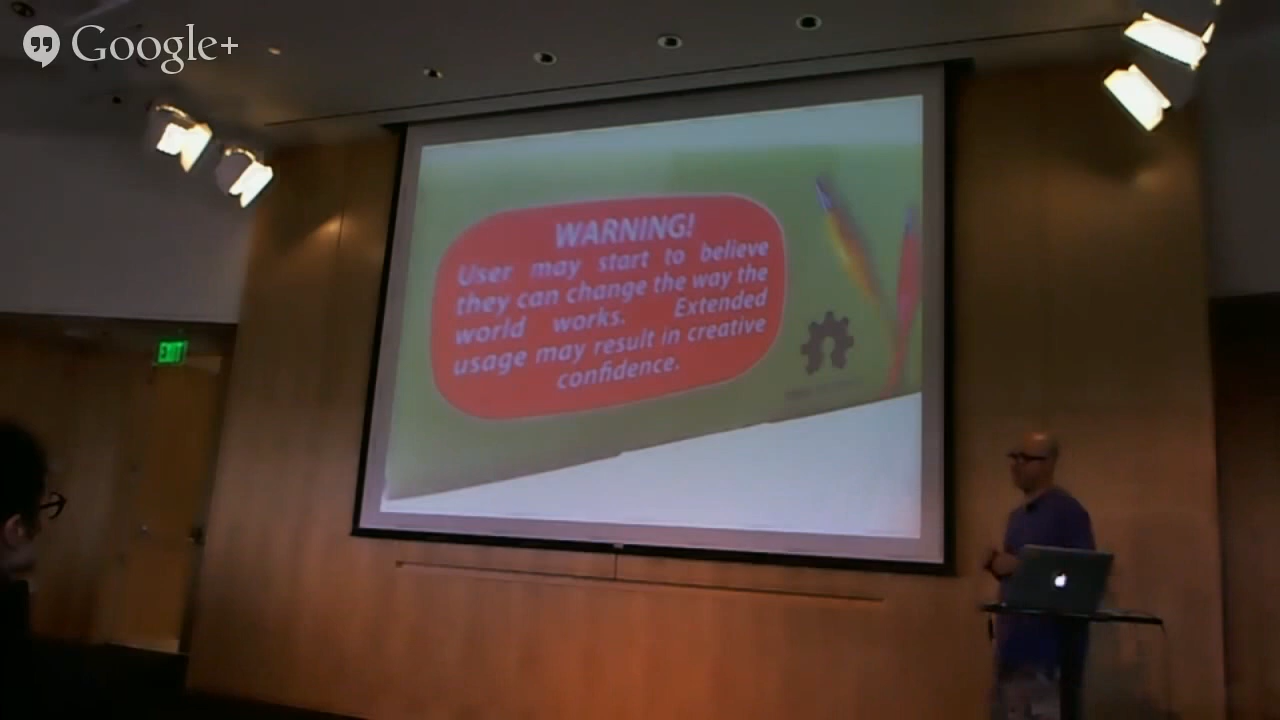 Google+
WARNING!
User may start to believe
they can change the way the
world works. Extended
usage may result in creative
confidence.
EXIT